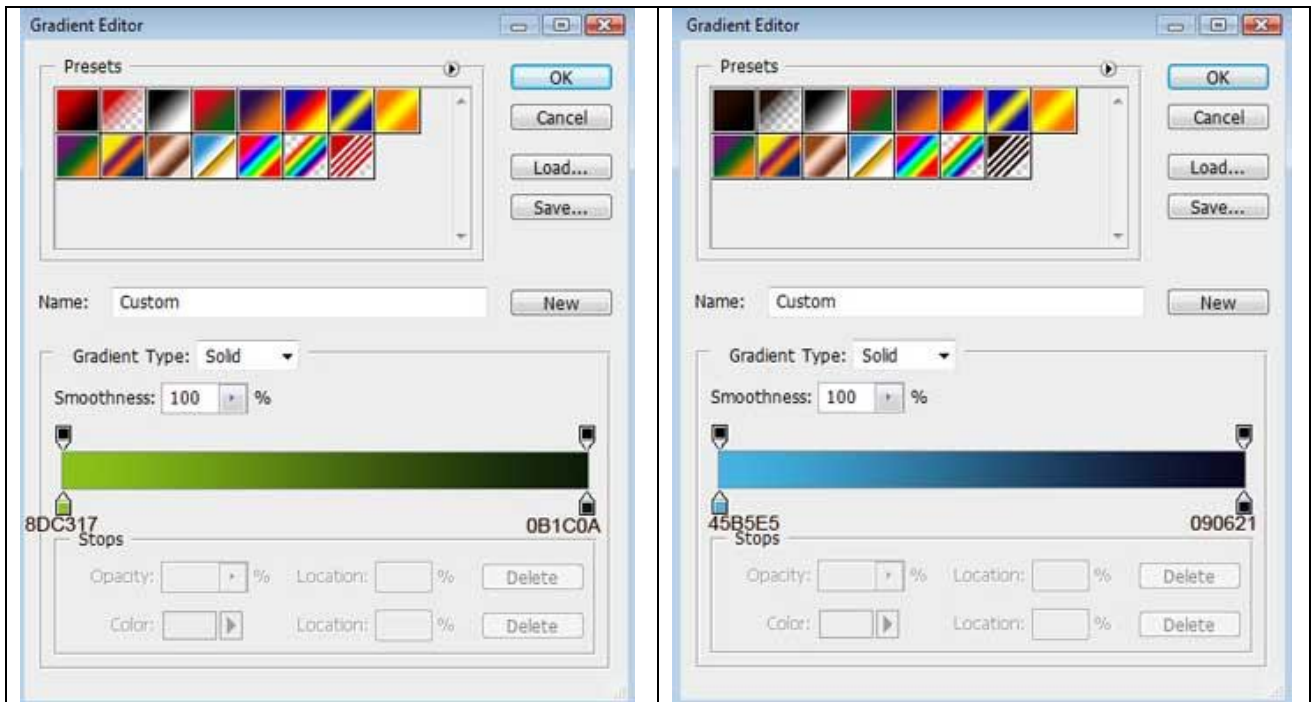 Gradient Editor
Presets
OK
Cancel
Load...
Save...
Name: Custom
New
Gradient Type: Solid
Smoothness: 100 %
8DC317
0B1C0A
Stops
Opacity: % Location: % Delete
Color: Location: % Delete
Gradient Editor
Presets
OK
Cancel
Load...
Save...
Name: Custom
New
Gradient Type: Solid
Smoothness: 100 %
45B5E5
090621
Stops
Opacity: % Location: % Delete
Color: Location: % Delete